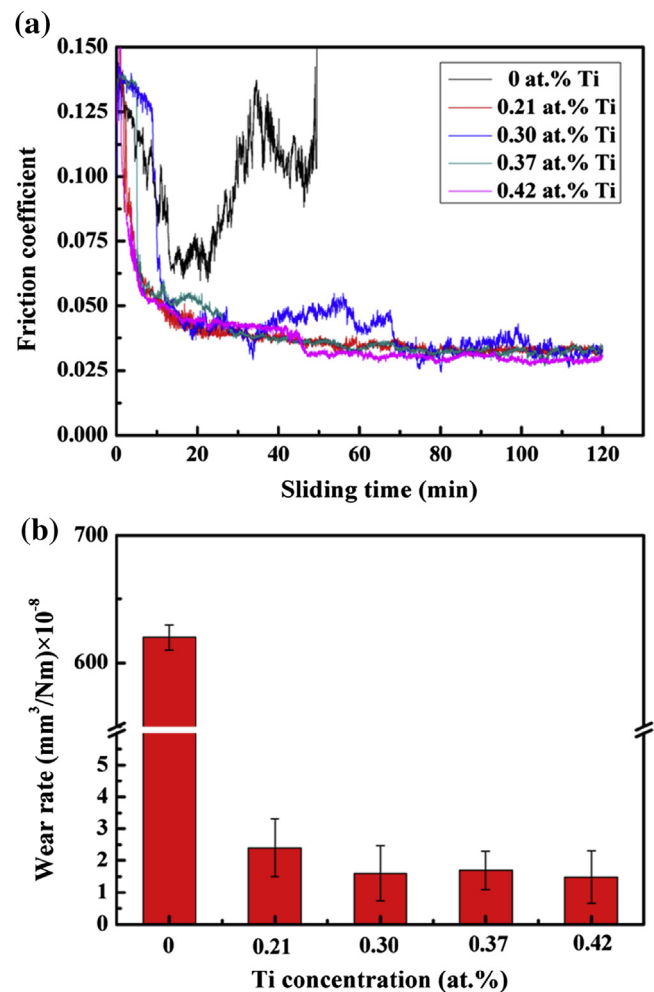 (a)
0.150
0.125
0.100
0.075
0.050
0.025
0.000
Friction coefficient
0 at.% Ti
0.21 at.% Ti
0.30 at.% Ti
0.37 at.% Ti
0.42 at.% Ti
0 20 40 60 80 100 120
Sliding time (min)
(b)
700
600
5
4
3
2
1
0
Wear rate (mm³/Nm)×10⁻⁸
0 0.21 0.30 0.37 0.42
Ti concentration (at.%)